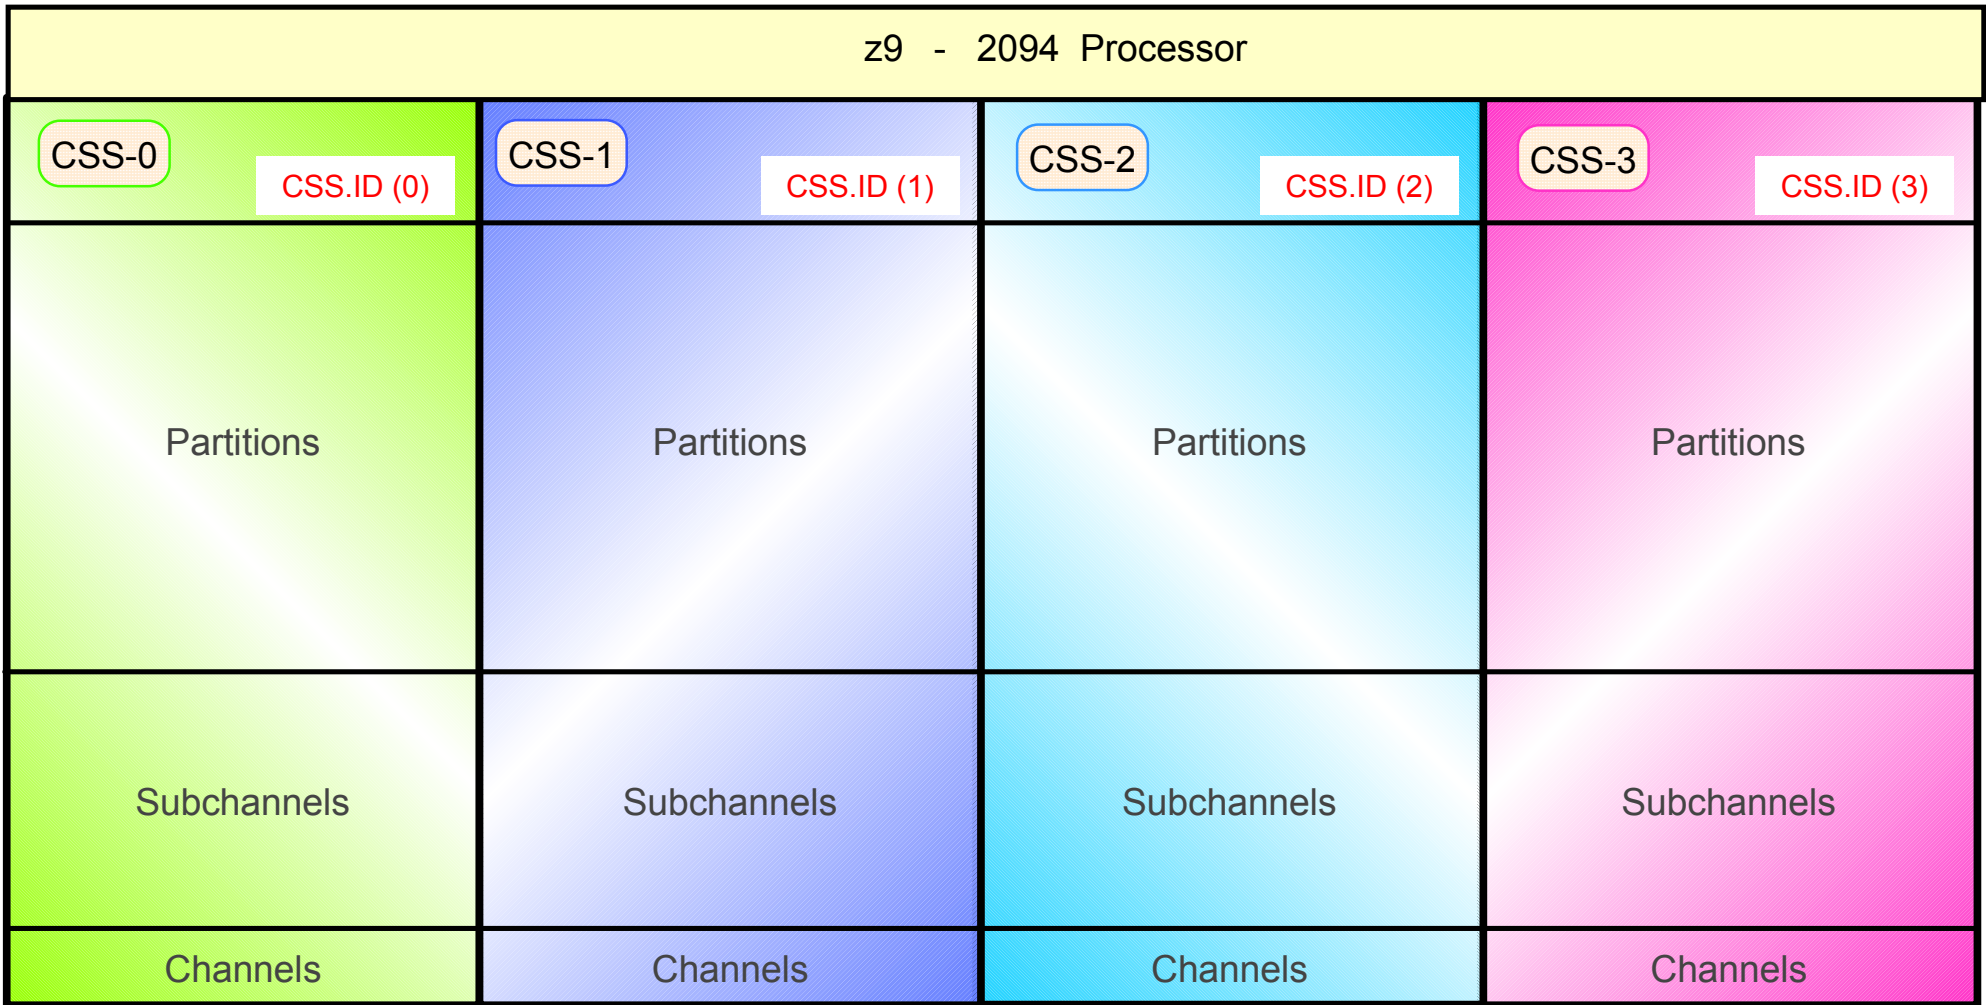 z9 - 2094 Processor
CSS-0 CSS.ID (0) CSS-1 CSS.ID (1) CSS-2 CSS.ID (2) CSS-3 CSS.ID (3)
Partitions Partitions Partitions Partitions
Subchannels Subchannels Subchannels Subchannels
Channels Channels Channels Channels